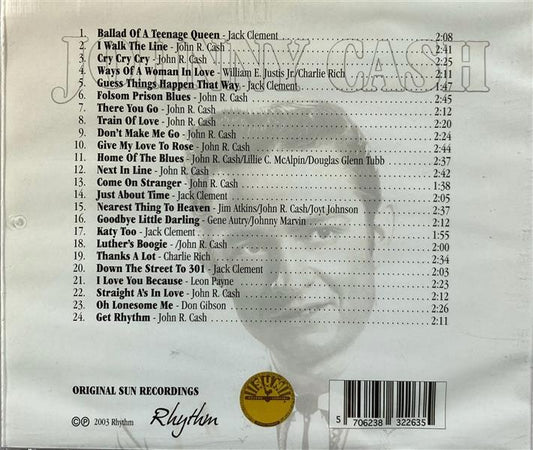 JOHNNY CASH
1. Ballad Of A Teenage Queen - Jack Clement 2:08
2. I Walk The Line - John R. Cash 2:41
3. Cry Cry Cry - John R. Cash 2:25
4. Ways Of A Woman In Love - William E. Justis Jr./Charlie Rich 2:11
5. Guess Things Happen That Way - Jack Clement 1:47
6. Folsom Prison Blues - John R. Cash 2:45
7. There You Go - John R. Cash 2:12
8. Train Of Love - John R. Cash 2:20
9. Don't Make Me Go - John R. Cash 2:24
10. Give My Love To Rose - John R. Cash 2:44
11. Home Of The Blues - John R. Cash/Lillie C. McAlpin/Douglas Glenn Tubb 2:37
12. Next In Line - John R. Cash 2:42
13. Come On Stranger - John R. Cash 1:38
14. Just About Time - Jack Clement 2:05
15. Nearest Thing To Heaven - Jim Atkins/John R. Cash/Joyt Johnson 2:37
16. Goodbye Little Darling - Gene Autry/Johnny Marvin 2:12
17. Katy Too - Jack Clement 1:55
18. Luther's Boogie - /John R. Cash 2:00
19. Thanks A Lot - Charlie Rich 2:34
20. Down The Street To 301 - Jack Clement 2:03
21. I Love You Because - Leon Payne 2:23
22. Straight A's In Love - John R. Cash 2:12
23. Oh Lonesome Me - Don Gibson 2:26
24. Get Rhythm - John R. Cash 2:11
ORIGINAL SUN RECORDINGS
©℗ 2003 Rhythm
Rhythm
SUN
5 706238 322635